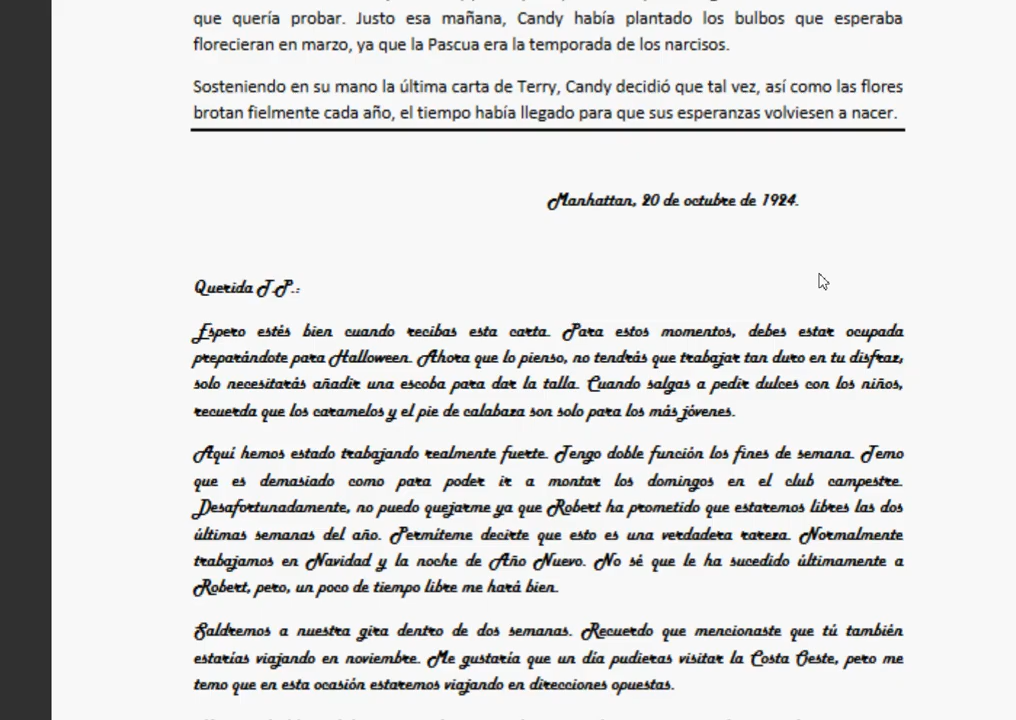 que quería probar. Justo esa mañana, Candy había plantado los bulbos que esperaba
florecieran en marzo, ya que la Pascua era la temporada de los narcisos.
Sosteniendo en su mano la última carta de Terry, Candy decidió que tal vez, así como las flores
brotan fielmente cada año, el tiempo había llegado para que sus esperanzas volviesen a nacer.
Manhattan, 20 de octubre de 1924.
Querida T.P.:
Espero estés bien cuando recibas esta carta. Para estos momentos, debes estar ocupada
preparándote para Halloween. Ahora que lo pienso, no tendrás que trabajar tan duro en tu disfraz,
solo necesitarás añadir una escoba para dar la talla. Cuando salgas a pedir dulces con los niños,
recuerda que los caramelos y el pie de calabaza son solo para los más jóvenes.
Aquí hemos estado trabajando realmente fuerte. Tengo doble función los fines de semana. Temo
que es demasiado como para poder ir a montar los domingos en el club campestre.
Desafortunadamente, no puedo quejarme ya que Robert ha prometido que estaremos libres las dos
últimas semanas del año. Permíteme decirte que esto es una verdadera rareza. Normalmente
trabajamos en Navidad y la noche de Año Nuevo. No sé que le ha sucedido últimamente a
Robert, pero, un poco de tiempo libre me hará bien.
Saldremos a nuestra gira dentro de dos semanas. Recuerdo que mencionaste que tú también
estarías viajando en noviembre. Me gustaría que un día pudieras visitar la Costa Oeste, pero me
temo que en esta ocasión estaremos viajando en direcciones opuestas.